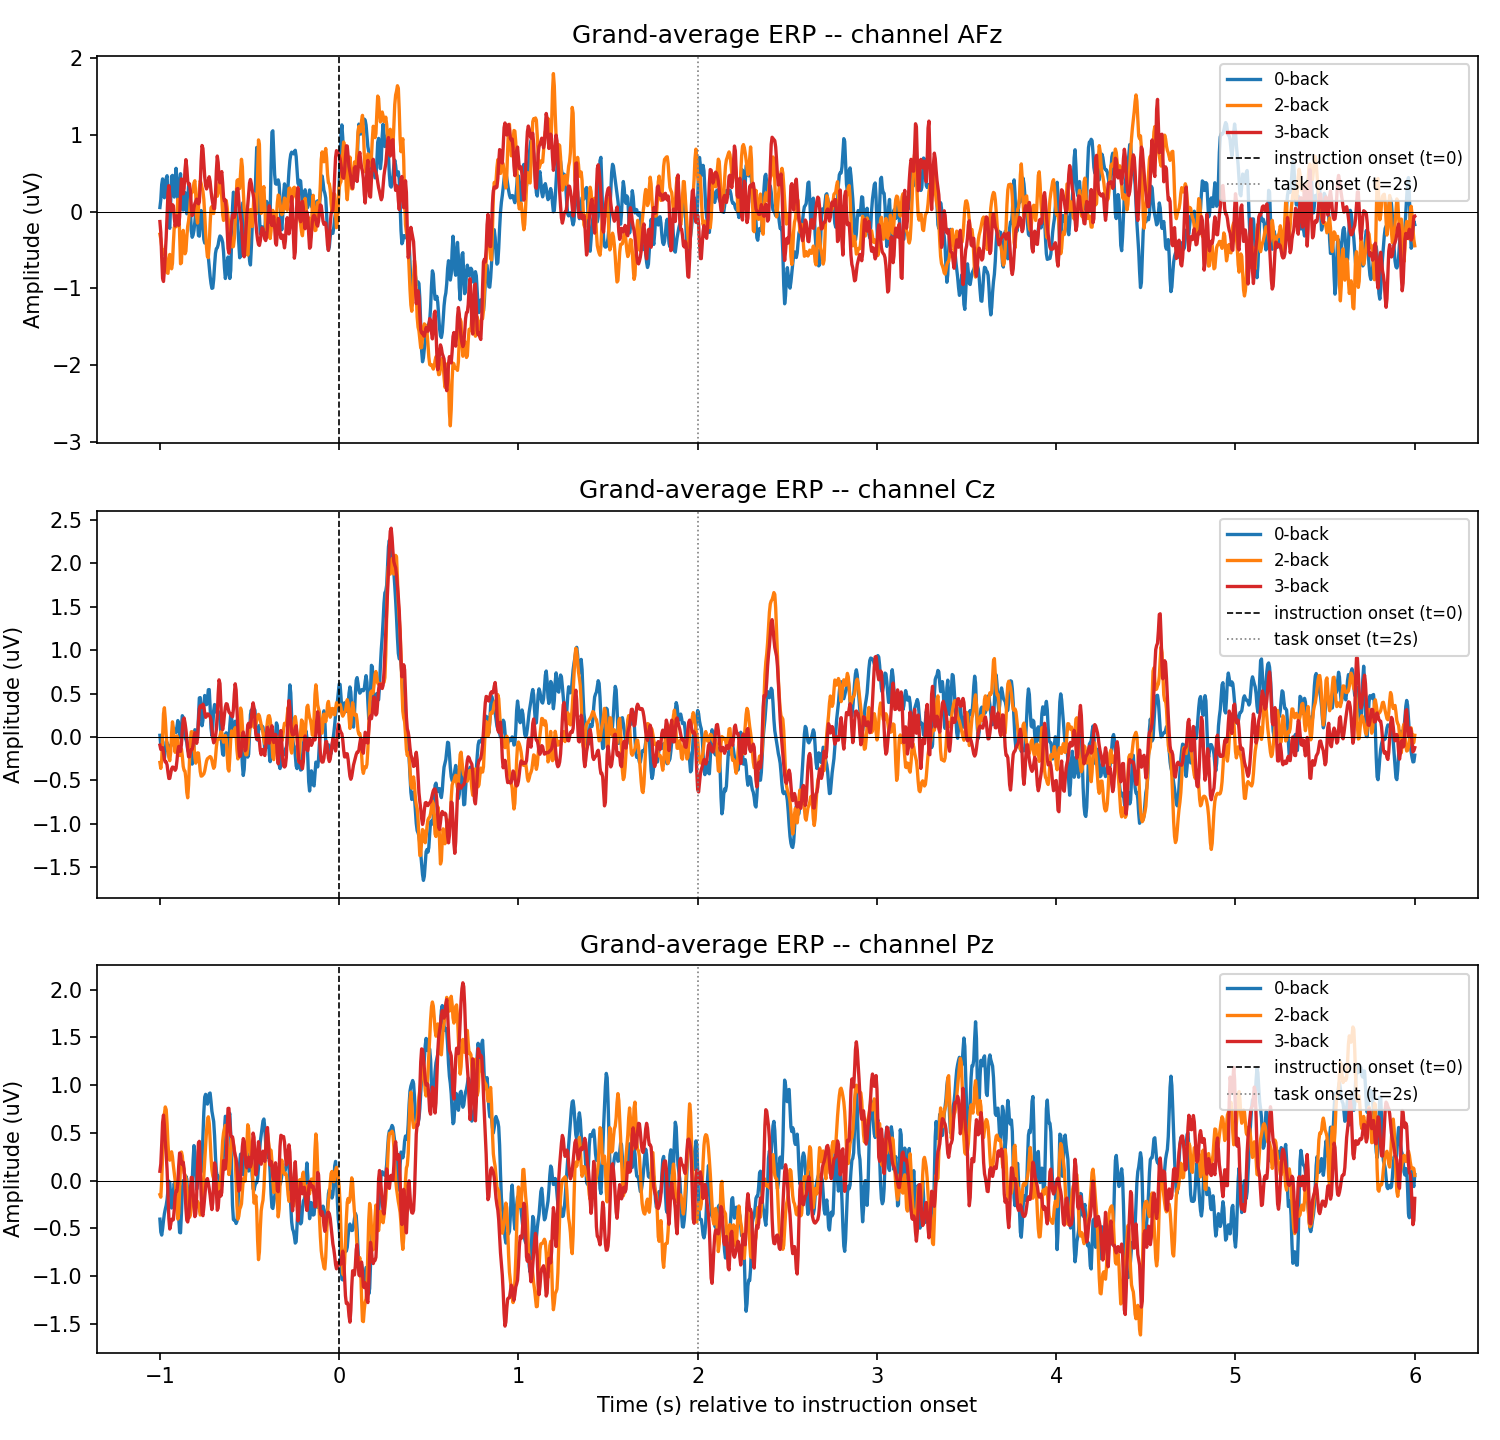 Grand-average ERP -- channel AFz
Amplitude (uV)
2
1
0
−1
−2
−3
0-back
2-back
3-back
instruction onset (t=0)
task onset (t=2s)
Grand-average ERP -- channel Cz
Amplitude (uV)
2.5
2.0
1.5
1.0
0.5
0.0
−0.5
−1.0
−1.5
0-back
2-back
3-back
instruction onset (t=0)
task onset (t=2s)
Grand-average ERP -- channel Pz
Amplitude (uV)
2.0
1.5
1.0
0.5
0.0
−0.5
−1.0
−1.5
0-back
2-back
3-back
instruction onset (t=0)
task onset (t=2s)
−1 0 1 2 3 4 5 6
Time (s) relative to instruction onset